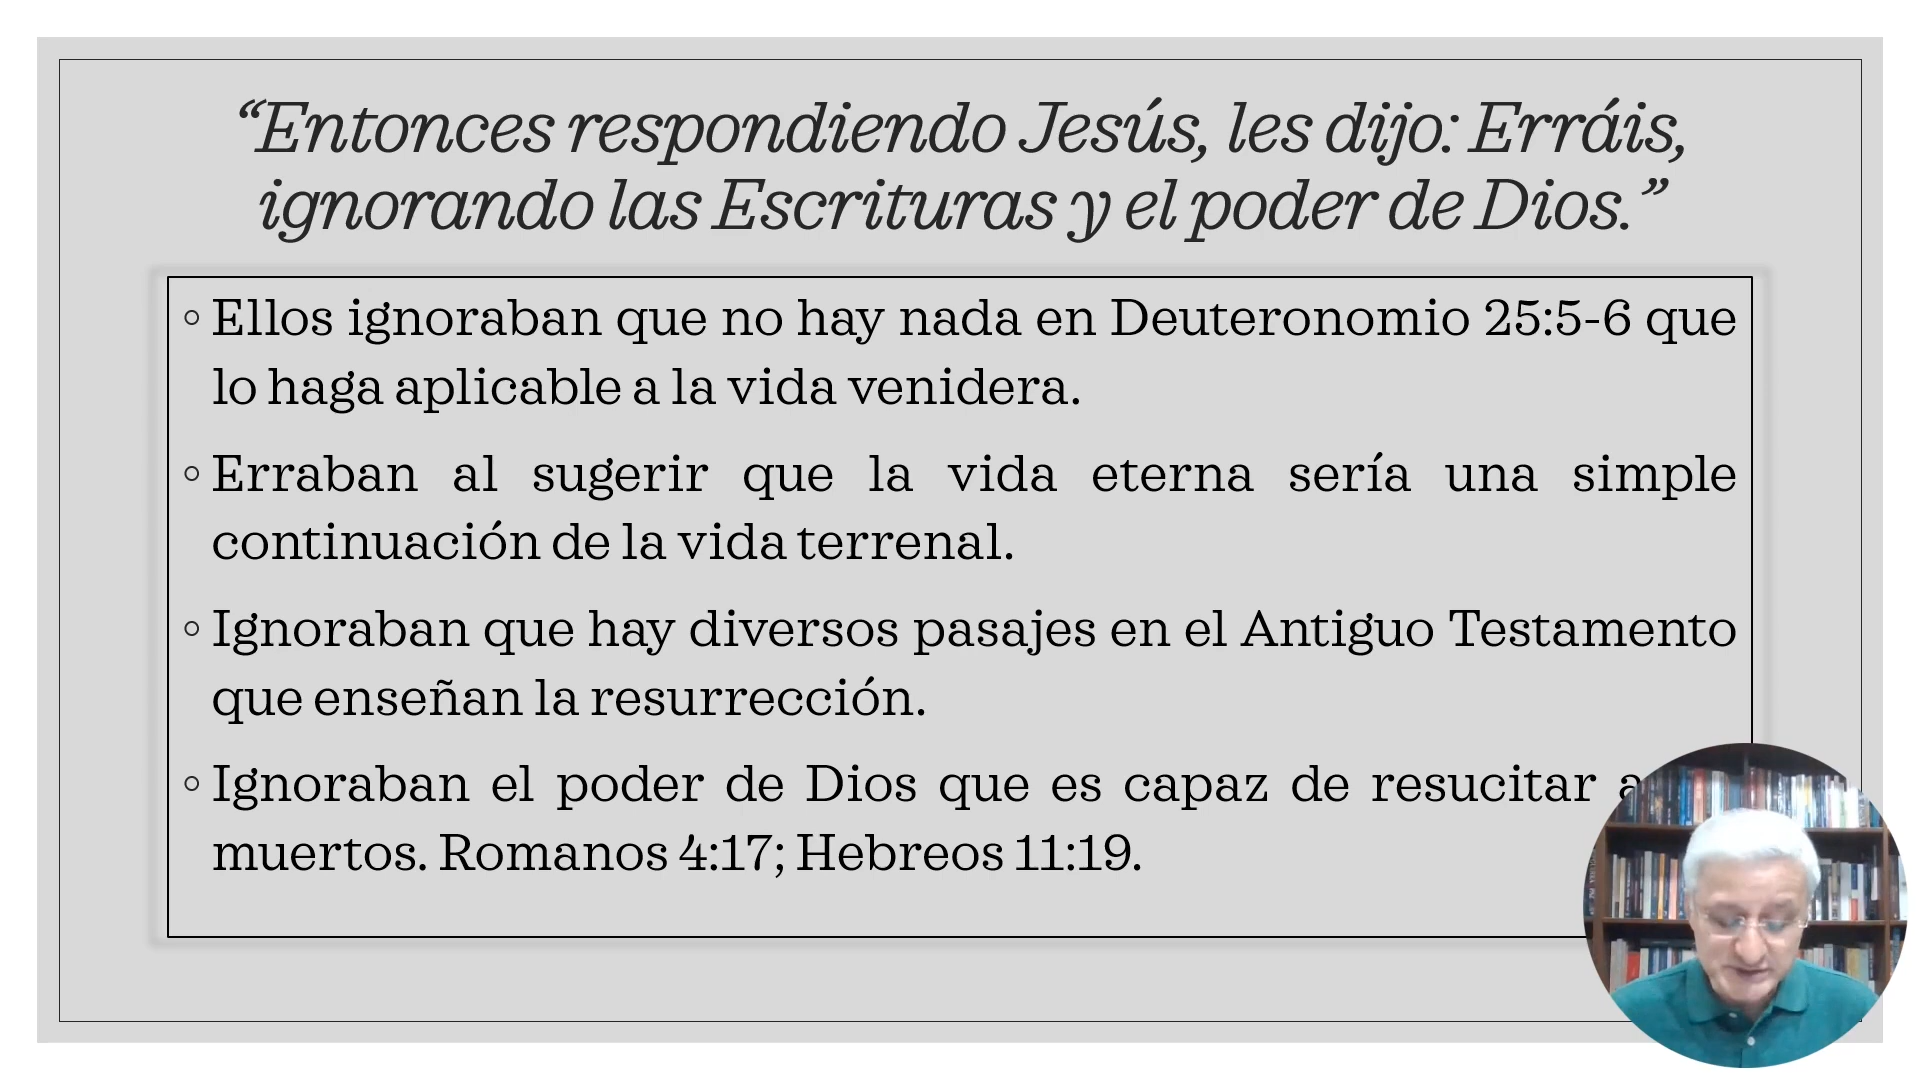 “Entonces respondiendo Jesús, les dijo: Erráis,
ignorando las Escrituras y el poder de Dios.”
◦ Ellos ignoraban que no hay nada en Deuteronomio 25:5-6 que
lo haga aplicable a la vida venidera.
◦ Erraban al sugerir que la vida eterna sería una simple
continuación de la vida terrenal.
◦ Ignoraban que hay diversos pasajes en el Antiguo Testamento
que enseñan la resurrección.
◦ Ignoraban el poder de Dios que es capaz de resucitar a
muertos. Romanos 4:17; Hebreos 11:19.